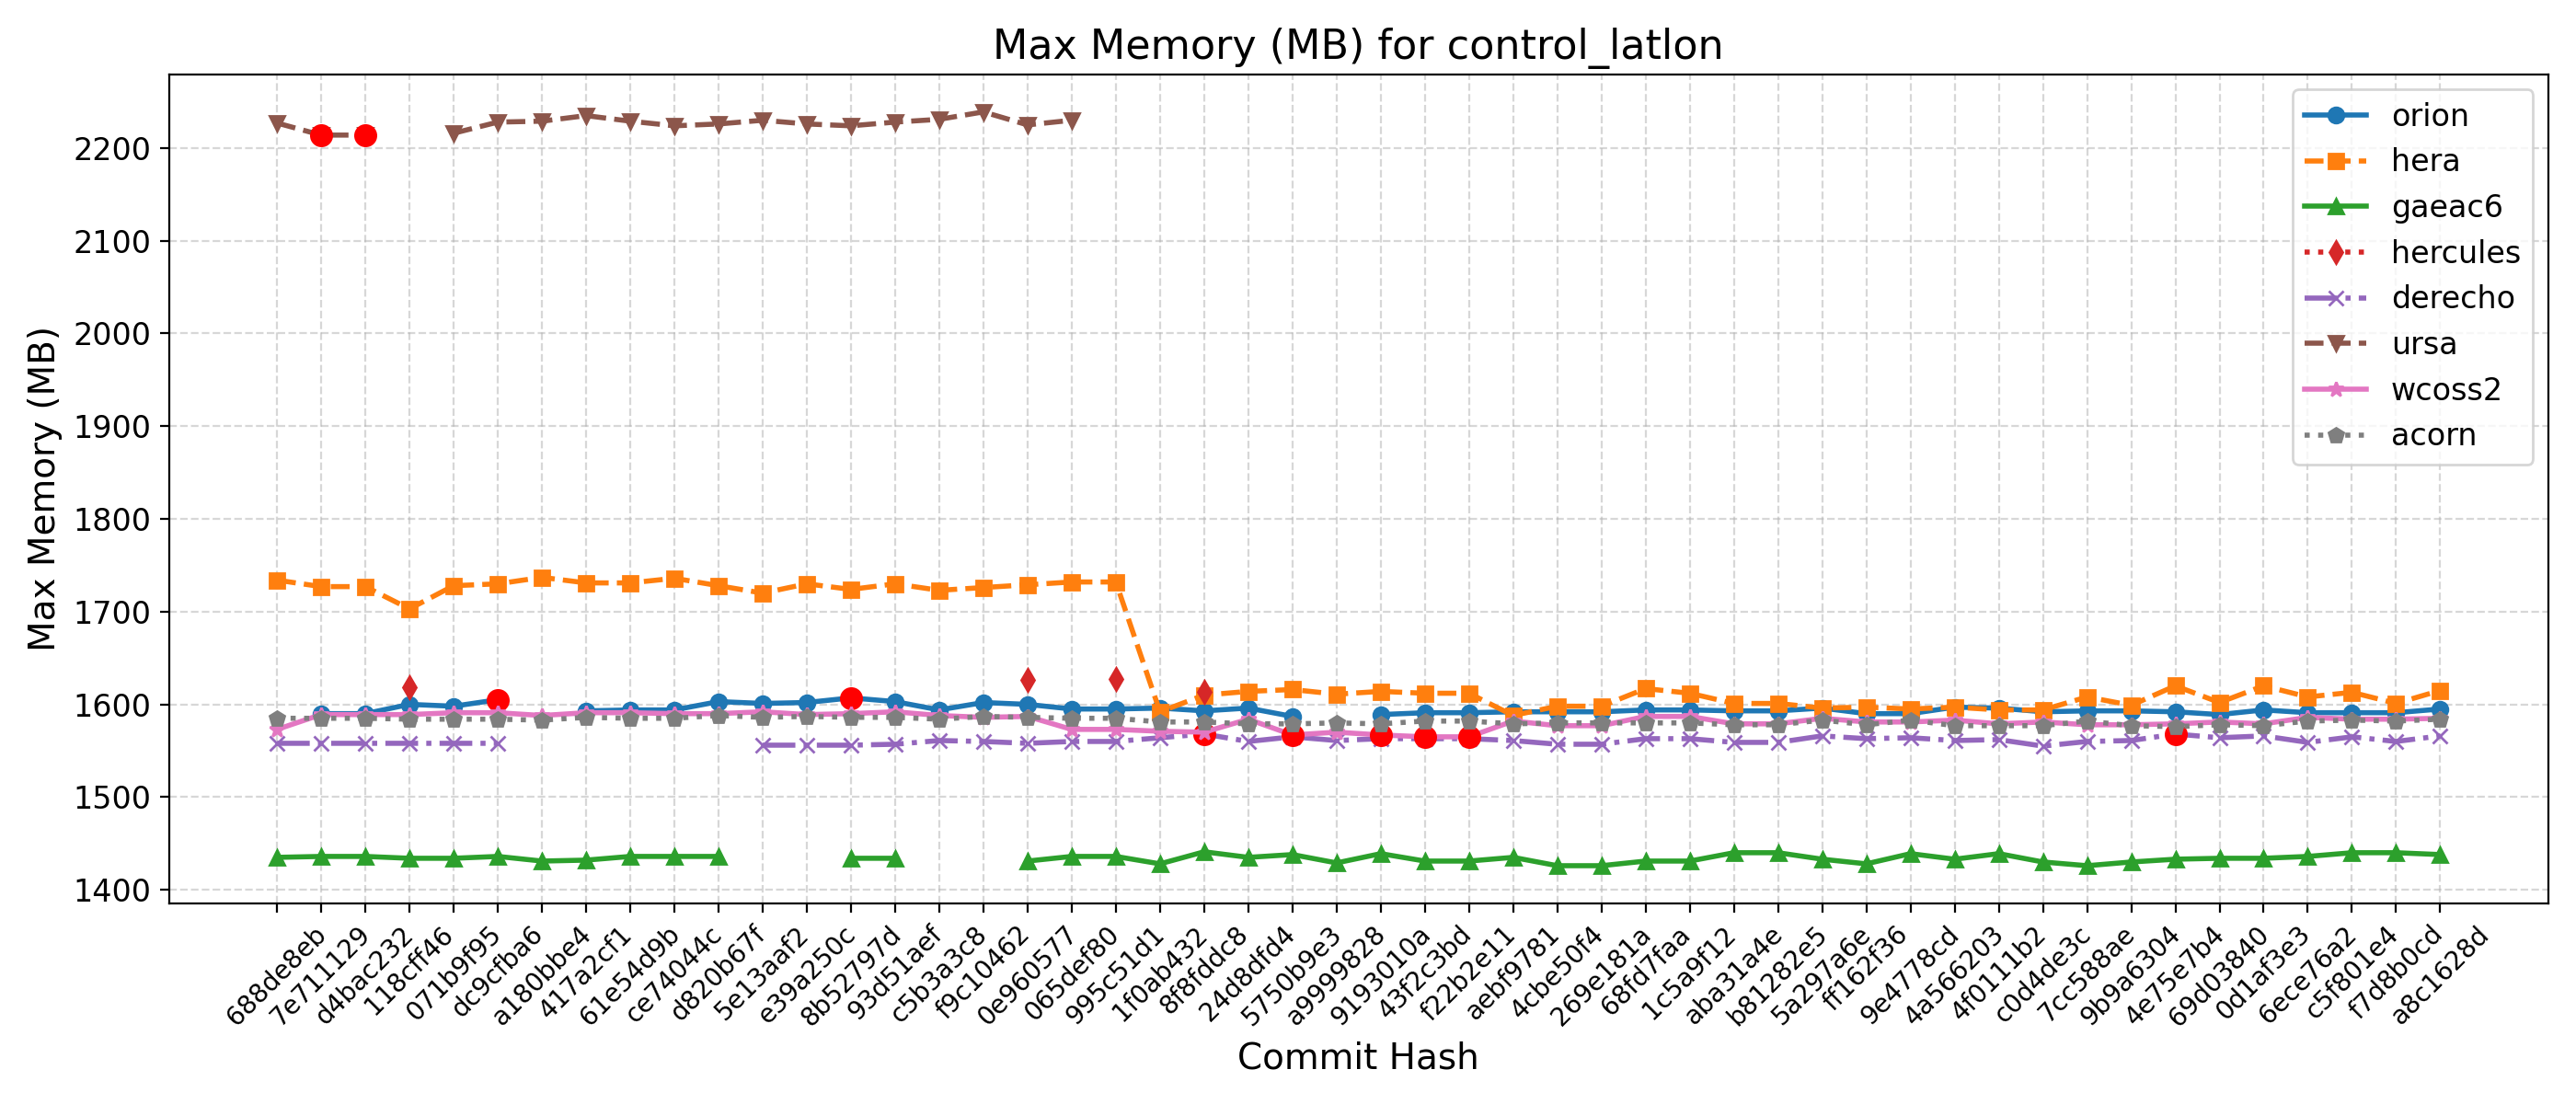 Max Memory (MB) for control_latlon
Max Memory (MB)
2200
2100
2000
1900
1800
1700
1600
1500
1400
orion
hera
gaeac6
hercules
derecho
ursa
wcoss2
acorn
688de8eb
7e711129
d4bac232
118cff46
071b9f95
dc9cfba6
a180bbe4
417a2cf1
61e54d9b
ce74044c
d820b67f
5e13aaf2
e39a250c
8b52797d
93d51aef
c5b3a3c8
f9c10462
0e960577
065def80
995c51d1
1f0ab432
8f8fddc8
24d8dfd4
5750b9e3
a9999828
9193010a
43f2c3bd
f22b2e11
aebf9781
4cbe50f4
269e181a
68fd7faa
1c5a9f12
aba31a4e
b81282e5
5a297a6e
ff162f36
9e4778cd
4a566203
4f0111b2
c0d4de3c
7cc588ae
9b9a6304
4e75e7b4
69d03840
0d1af3e3
6ece76a2
c5f801e4
f7d8b0cd
a8c1628d
Commit Hash